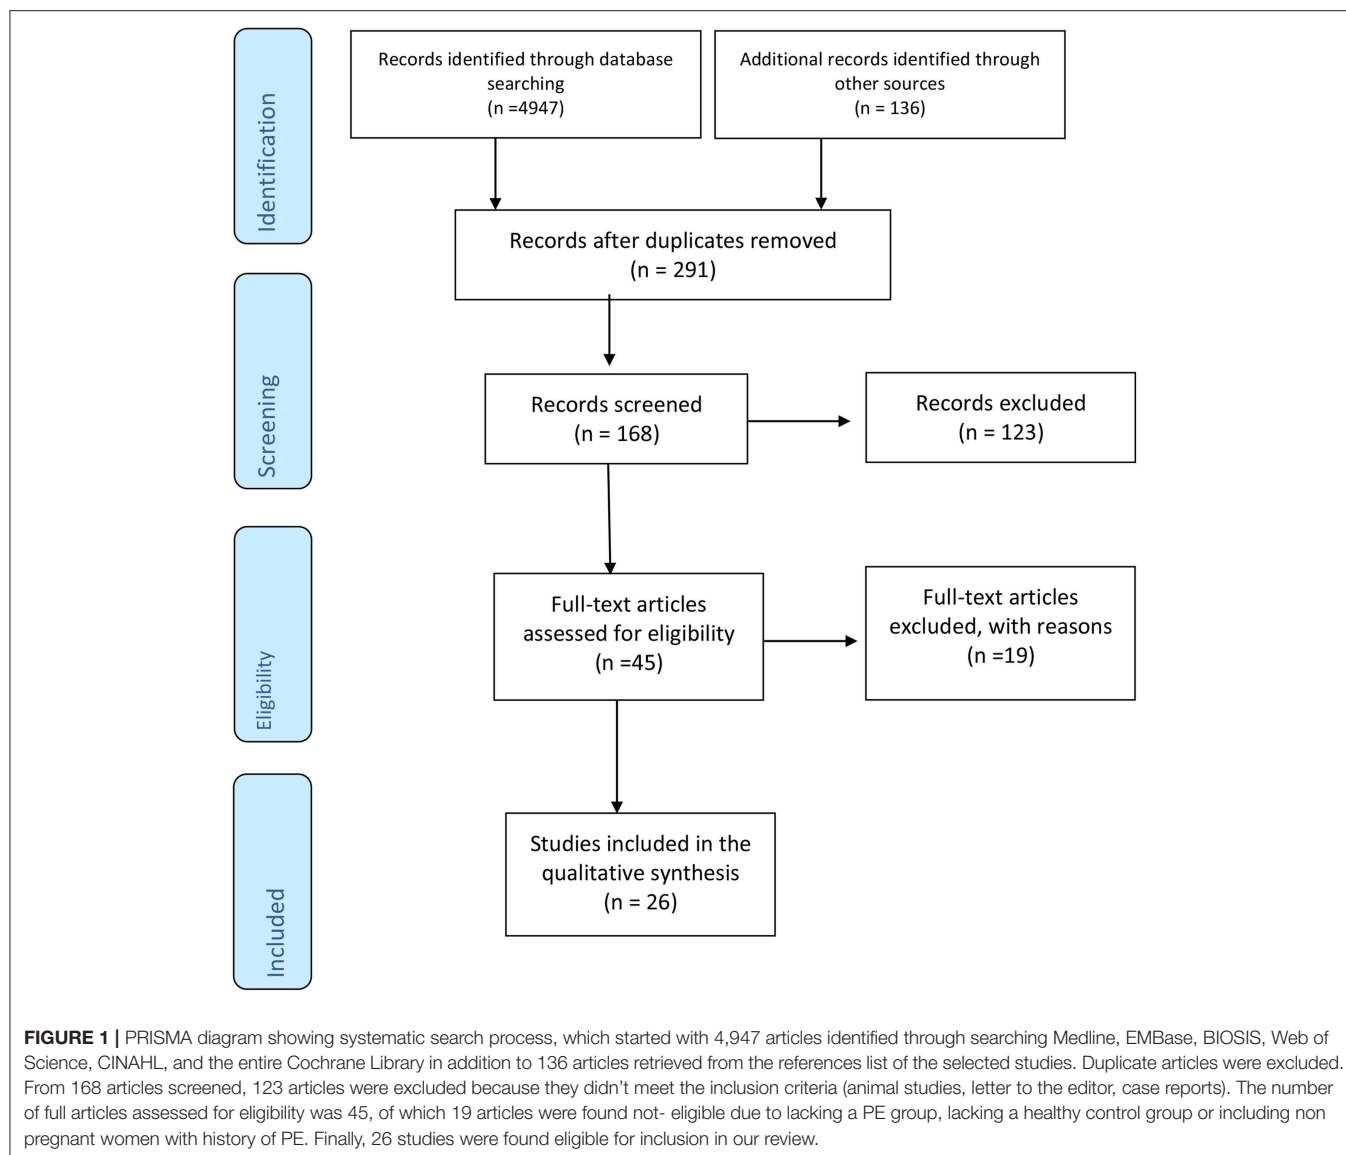 Identification
Records identified through database
searching
(n =4947)
Additional records identified through
other sources
(n = 136)
Records after duplicates removed
(n = 291)
Screening
Records screened
(n = 168)
Records excluded
(n = 123)
Eligibility
Full-text articles
assessed for eligibility
(n =45)
Full-text articles
excluded, with reasons
(n =19)
Included
Studies included in the
qualitative synthesis
(n = 26)
FIGURE 1 | PRISMA diagram showing systematic search process, which started with 4,947 articles identified through searching Medline, EMBase, BIOSIS, Web of
Science, CINAHL, and the entire Cochrane Library in addition to 136 articles retrieved from the references list of the selected studies. Duplicate articles were excluded.
From 168 articles screened, 123 articles were excluded because they didn't meet the inclusion criteria (animal studies, letter to the editor, case reports). The number
of full articles assessed for eligibility was 45, of which 19 articles were found not- eligible due to lacking a PE group, lacking a healthy control group or including non
pregnant women with history of PE. Finally, 26 studies were found eligible for inclusion in our review.